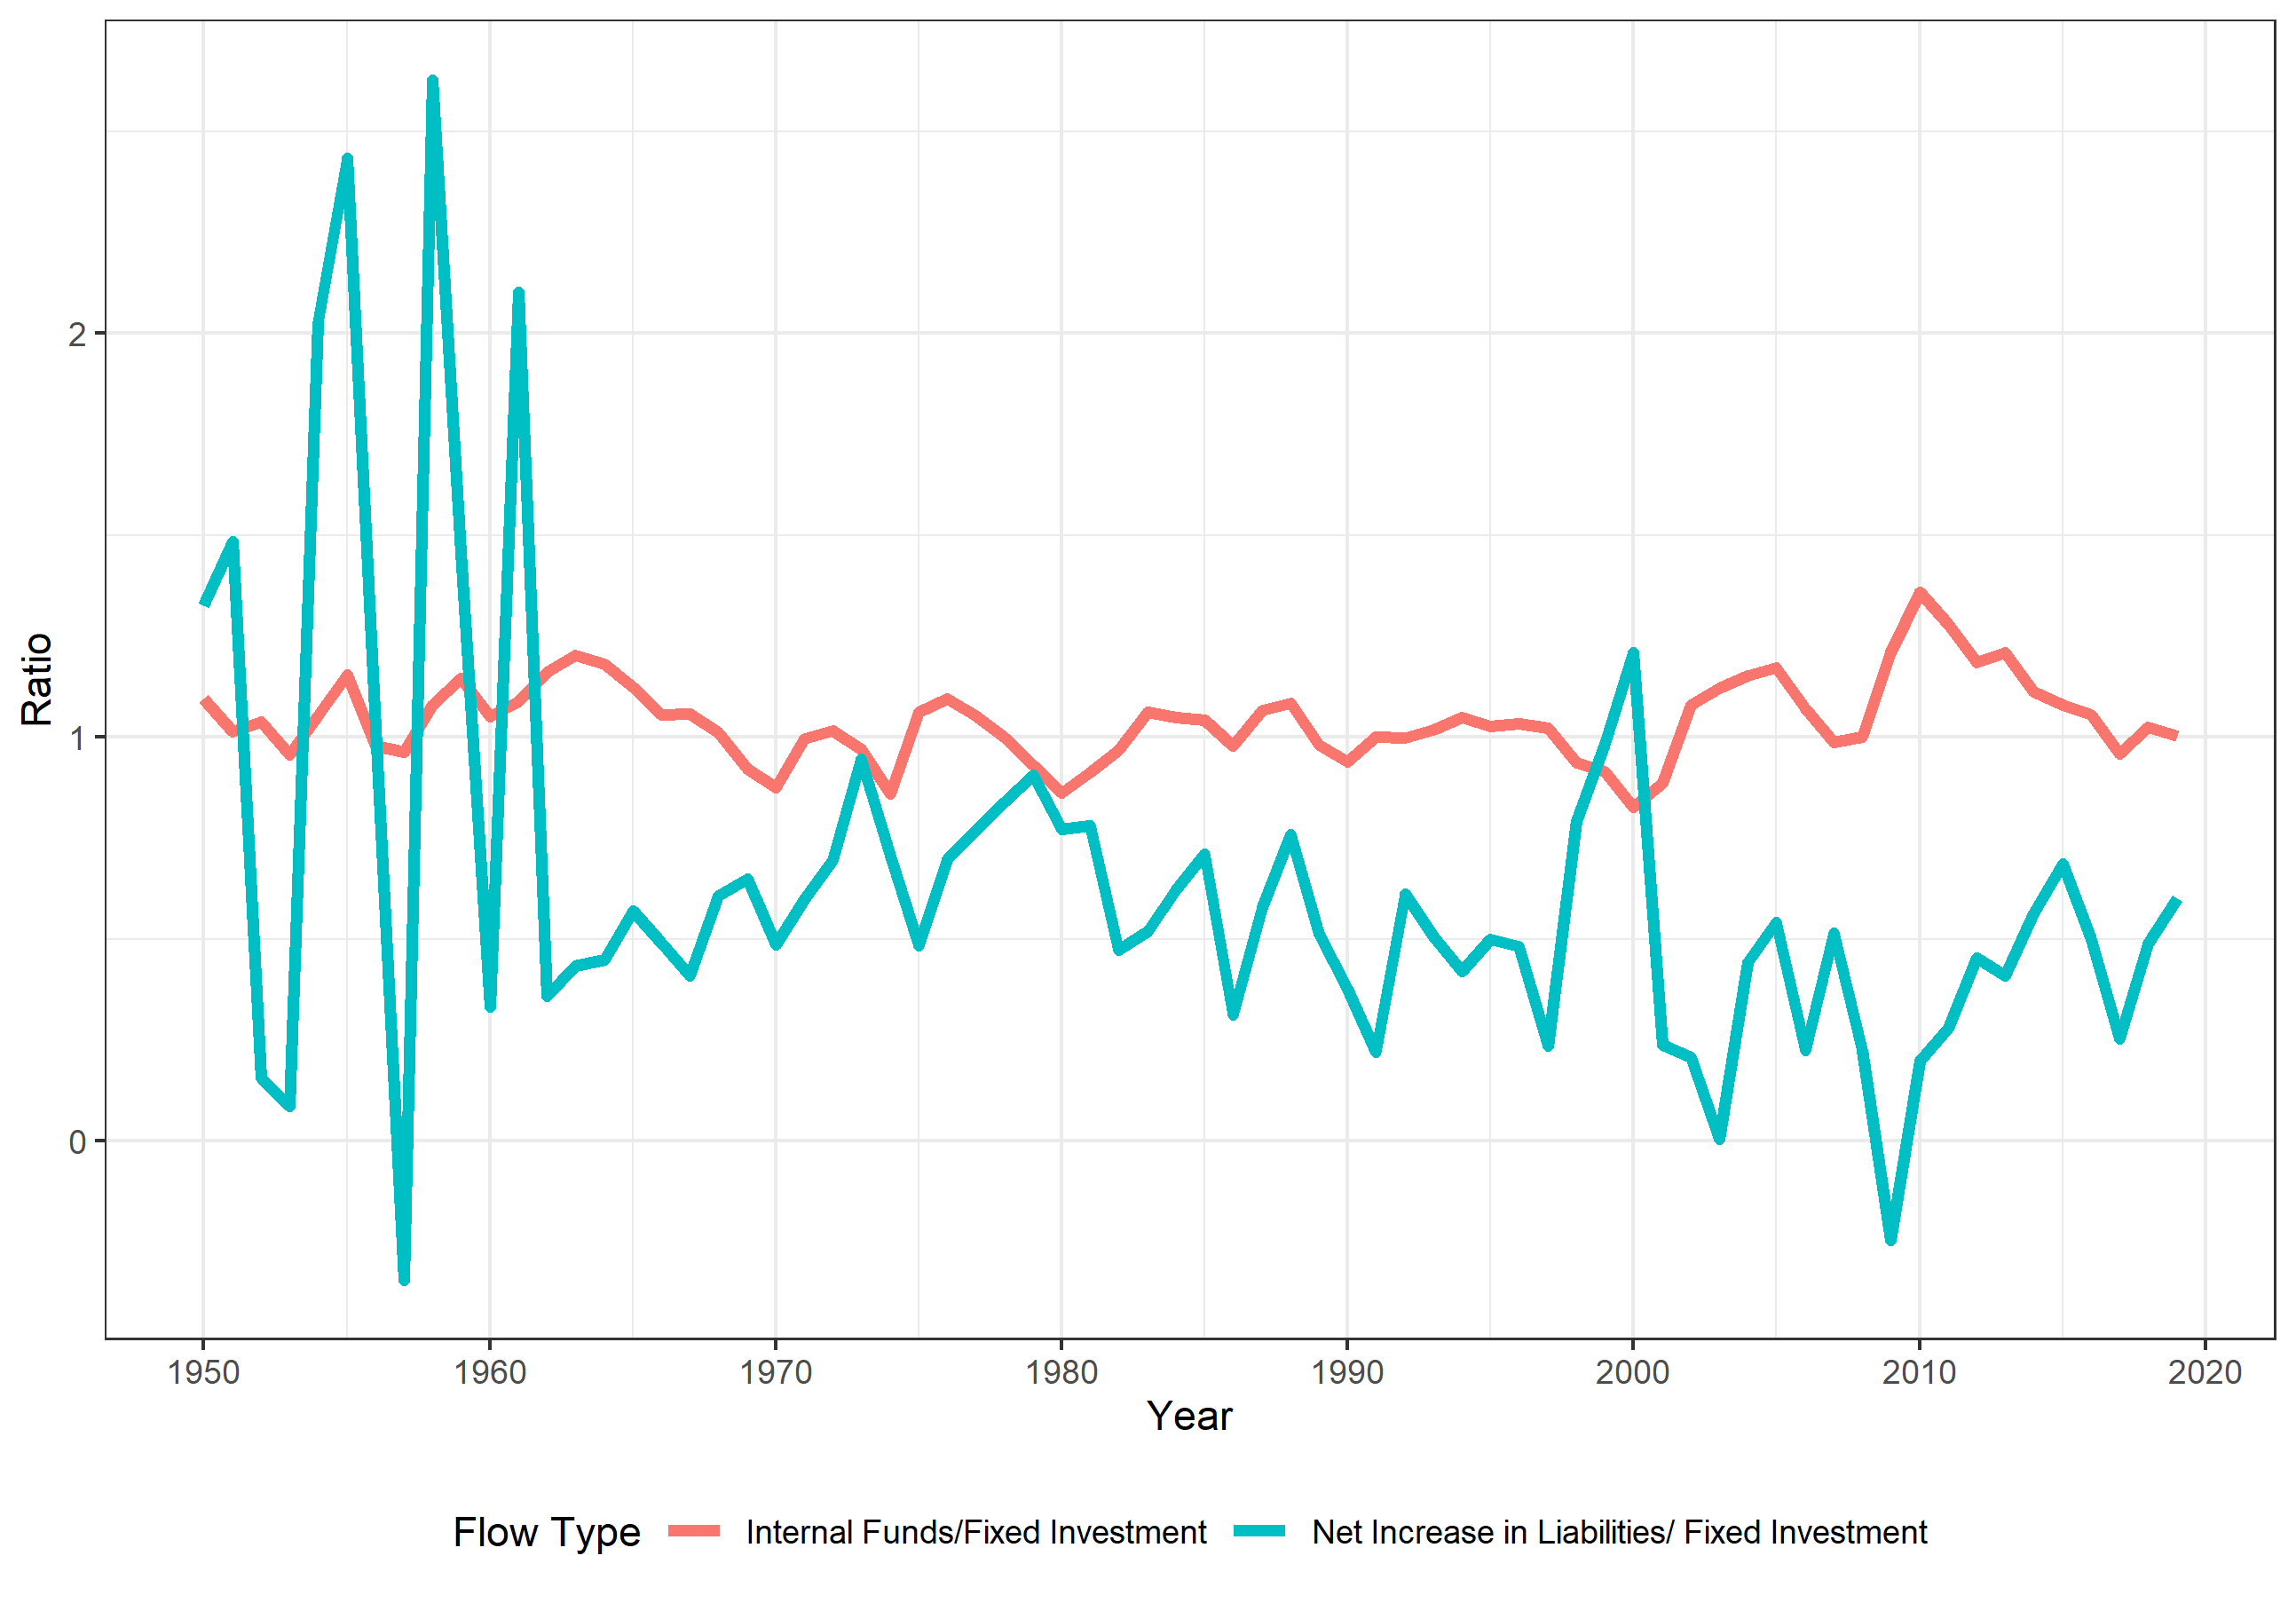 2
1
0
Ratio
1950 1960 1970 1980 1990 2000 2010 2020
Year
Flow Type Internal Funds/Fixed Investment Net Increase in Liabilities/ Fixed Investment